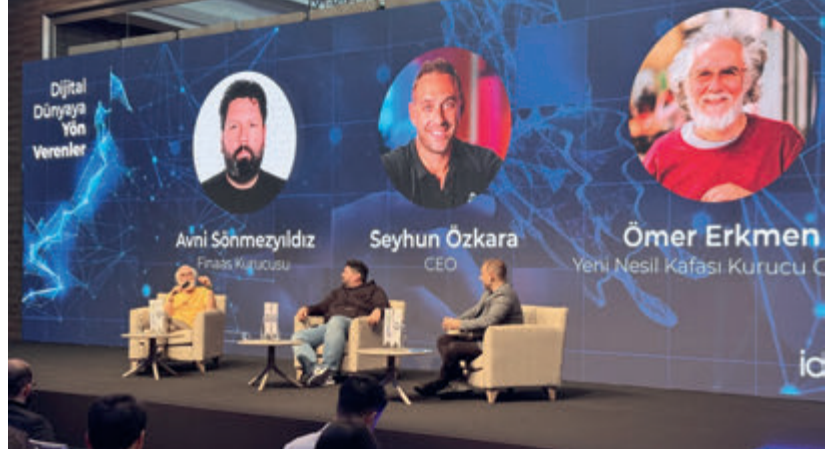 Dijital
Dünyaya
Yön
Verenler
Avni Sönmezyıldız
Finaas Kurucusu
Seyhun Özkara
CEO
Ömer Erkmen
Yeni Nesil Kafası Kurucu